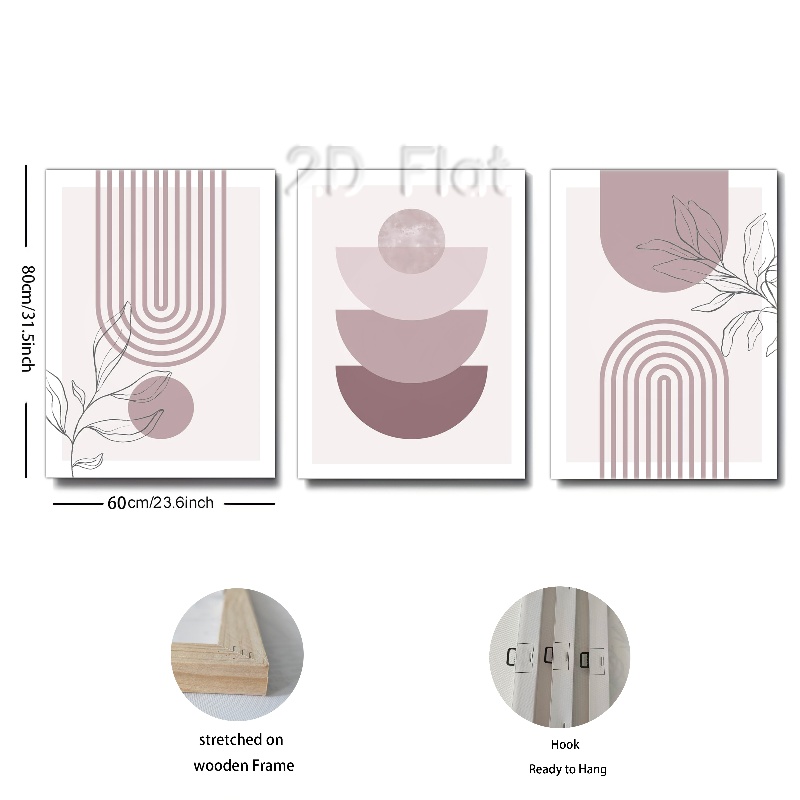 2D Flat
80cm/31.5inch
60cm/23.6inch
stretched on
wooden Frame
Hook
Ready to Hang